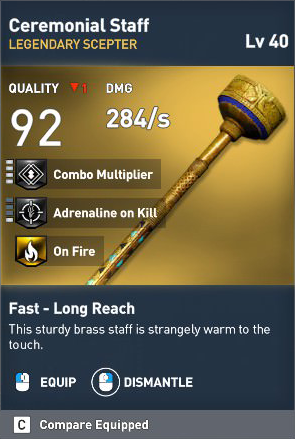 Ceremonial Staff
LEGENDARY SCEPTER
Lv 40
QUALITY ▼1 DMG
92 284/s
Combo Multiplier
Adrenaline on Kill
On Fire
Fast - Long Reach
This sturdy brass staff is strangely warm to the
touch.
EQUIP DISMANTLE
C Compare Equipped